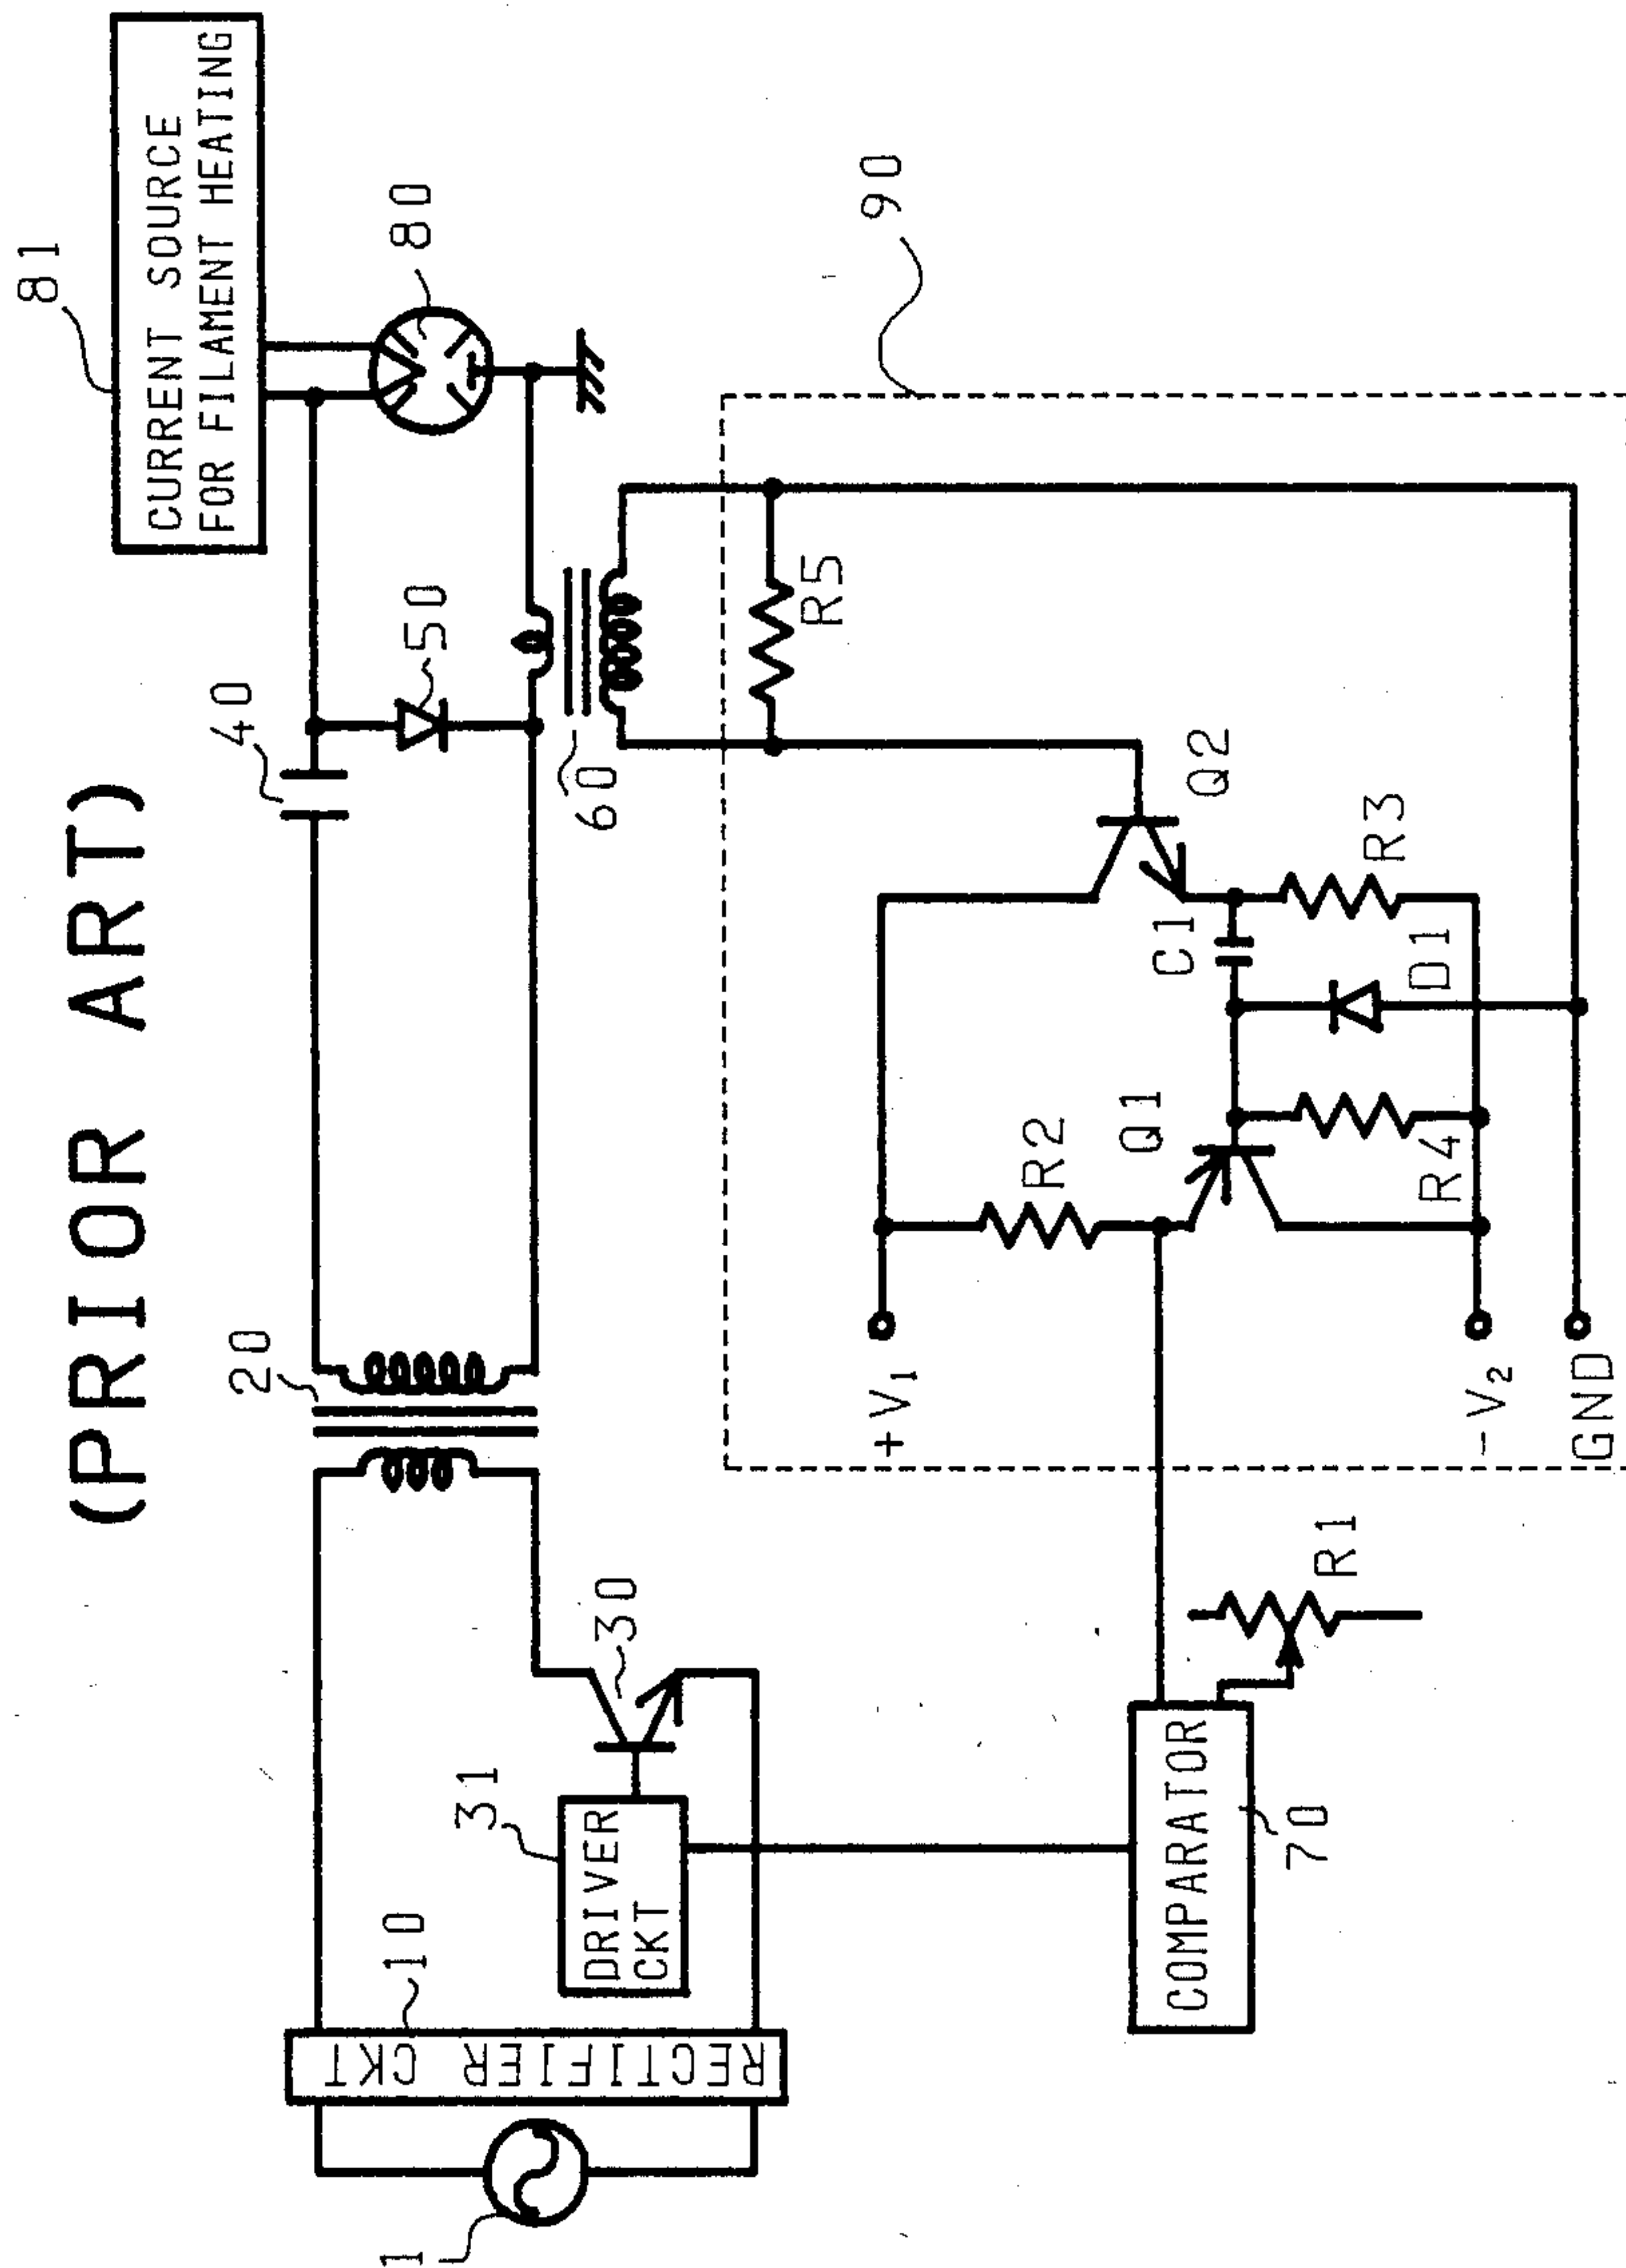 (PRIOR ART)
81
CURRENT SOURCE
FOR FILAMENT HEATING
80
40
50
20
60
1
10
RECTIFIER CKT
31
DRIVER
CKT
30
90
R5
+V₁
R2
Q1
C1
Q2
R3
D1
R4
-V₂
GND
COMPARATOR
70
R1